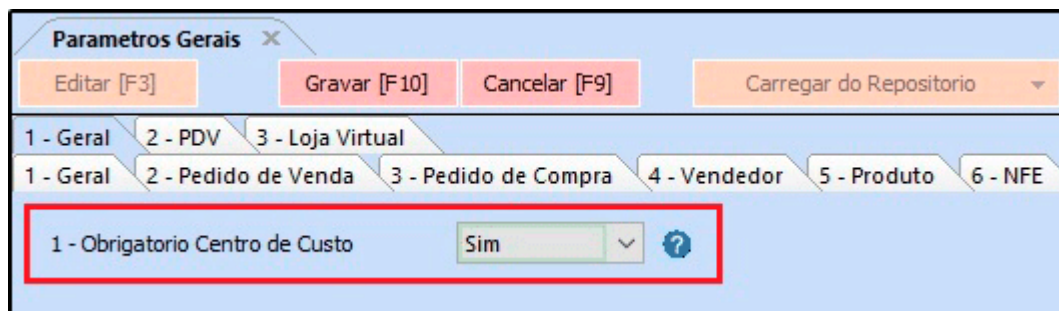 Parametros Gerais
Editar [F3] Gravar [F10] Cancelar [F9] Carregar do Repositorio
1 - Geral 2 - PDV 3 - Loja Virtual
1 - Geral 2 - Pedido de Venda 3 - Pedido de Compra 4 - Vendedor 5 - Produto 6 - NFE
1 - Obrigatorio Centro de Custo Sim ?